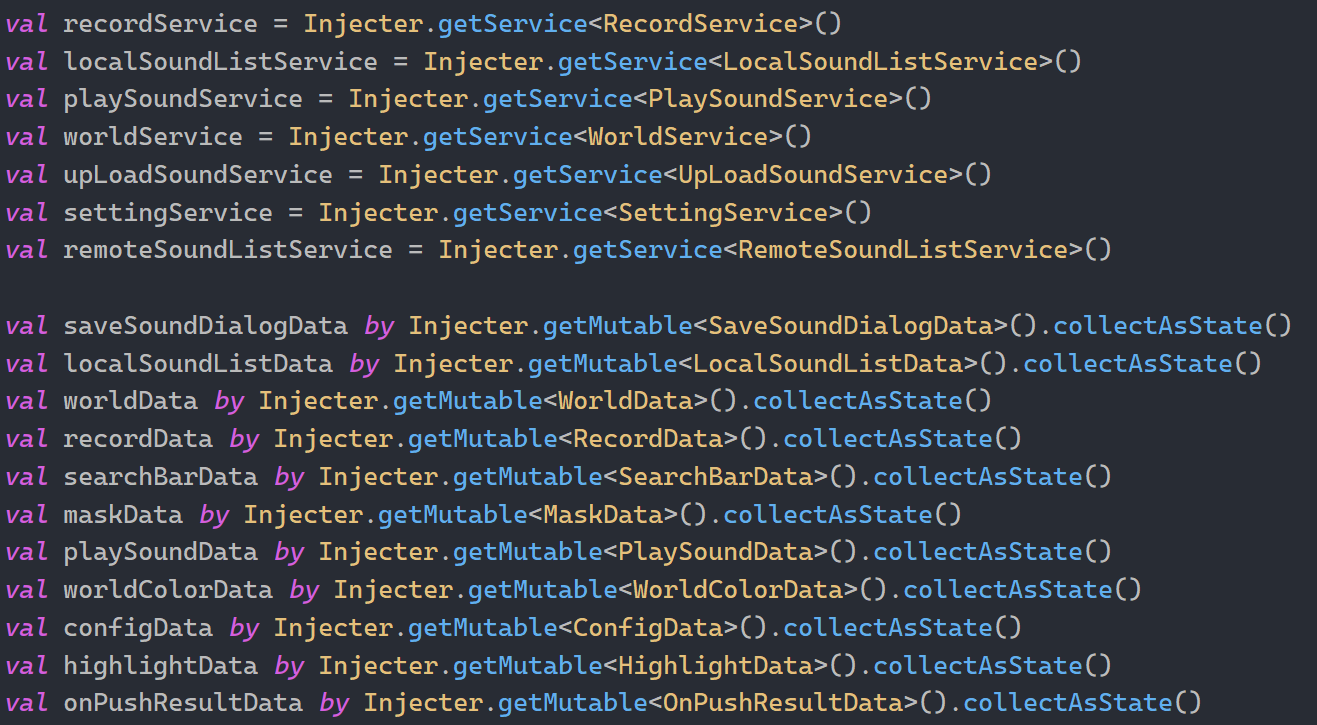 val recordService = Injecter.getService<RecordService>()
val localSoundListService = Injecter.getService<LocalSoundListService>()
val playSoundService = Injecter.getService<PlaySoundService>()
val worldService = Injecter.getService<WorldService>()
val upLoadSoundService = Injecter.getService<UpLoadSoundService>()
val settingService = Injecter.getService<SettingService>()
val remoteSoundListService = Injecter.getService<RemoteSoundListService>()

val saveSoundDialogData by Injecter.getMutable<SaveSoundDialogData>().collectAsState()
val localSoundListData by Injecter.getMutable<LocalSoundListData>().collectAsState()
val worldData by Injecter.getMutable<WorldData>().collectAsState()
val recordData by Injecter.getMutable<RecordData>().collectAsState()
val searchBarData by Injecter.getMutable<SearchBarData>().collectAsState()
val maskData by Injecter.getMutable<MaskData>().collectAsState()
val playSoundData by Injecter.getMutable<PlaySoundData>().collectAsState()
val worldColorData by Injecter.getMutable<WorldColorData>().collectAsState()
val configData by Injecter.getMutable<ConfigData>().collectAsState()
val highlightData by Injecter.getMutable<HighlightData>().collectAsState()
val onPushResultData by Injecter.getMutable<OnPushResultData>().collectAsState()